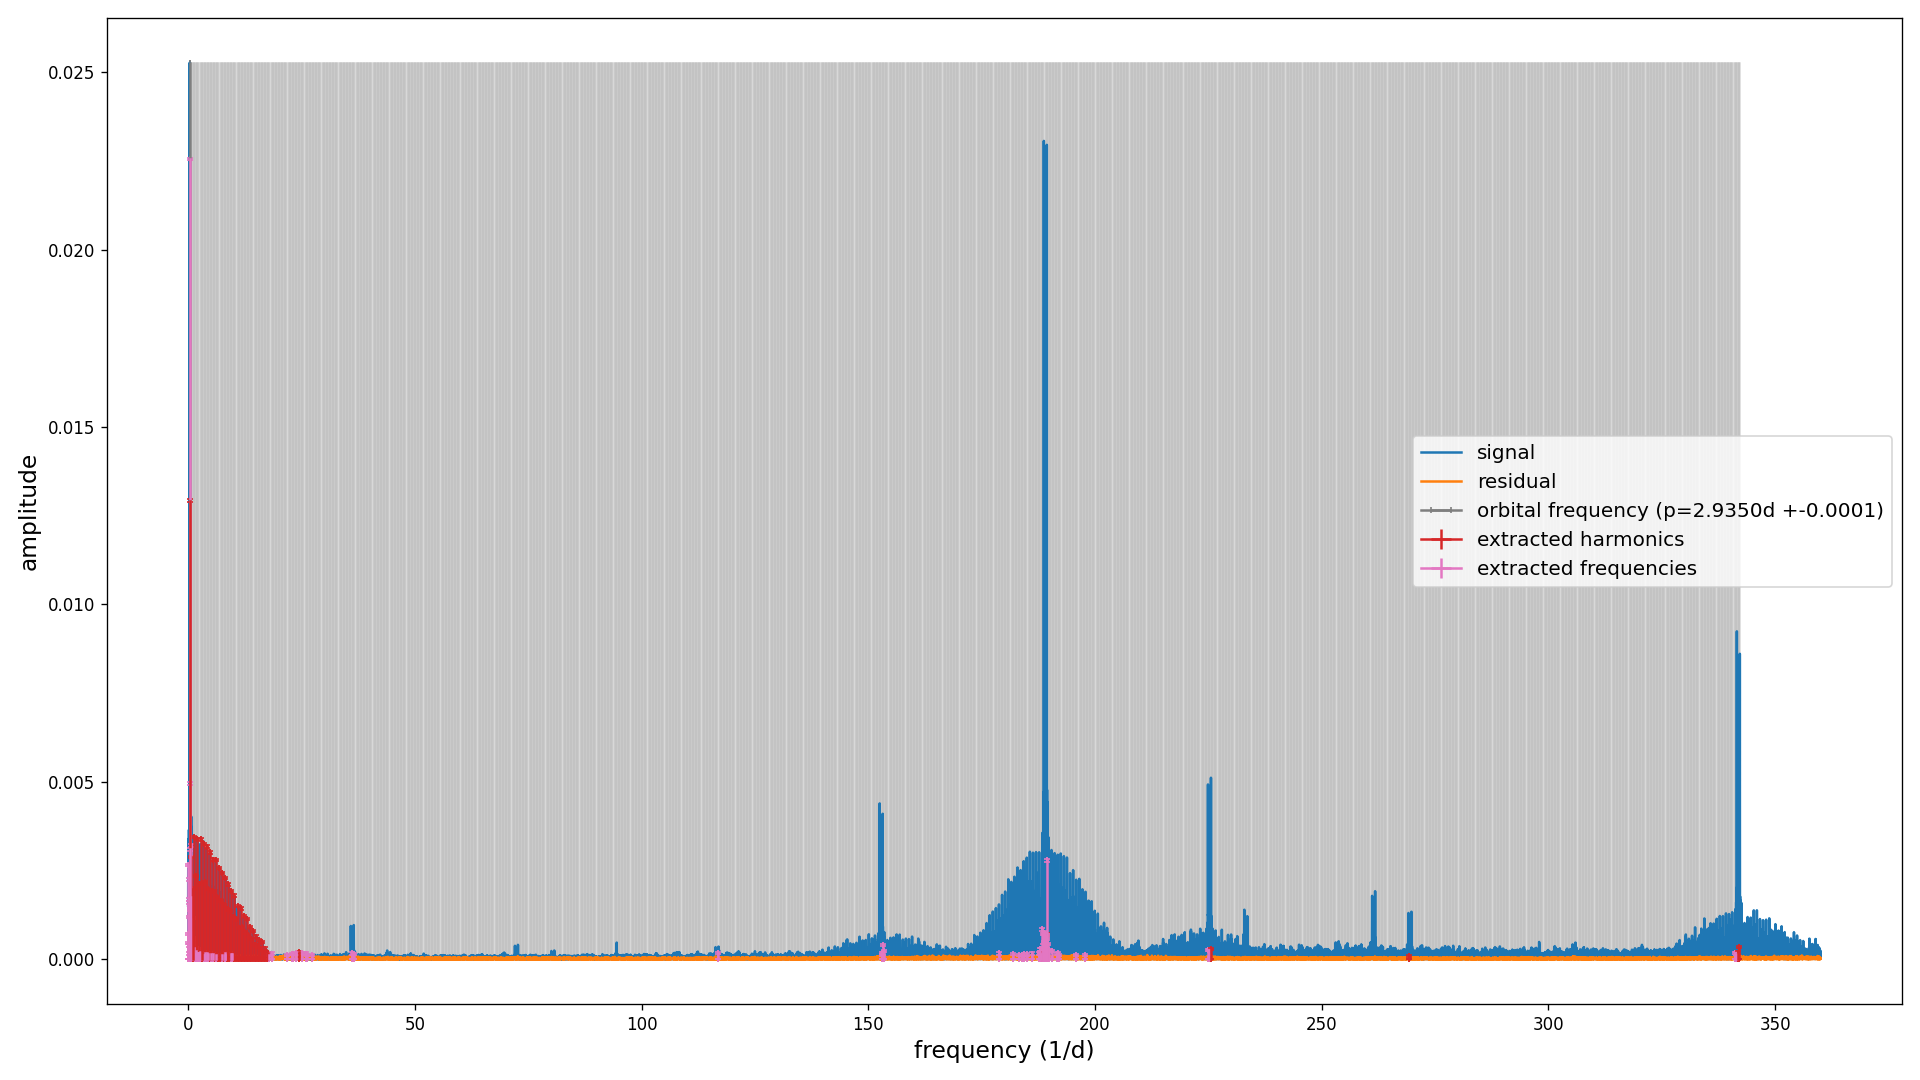 0.025
0.020
0.015
0.010
0.005
0.000
amplitude
signal
residual
orbital frequency (p=2.9350d +-0.0001)
extracted harmonics
extracted frequencies
0 50 100 150 200 250 300 350
frequency (1/d)